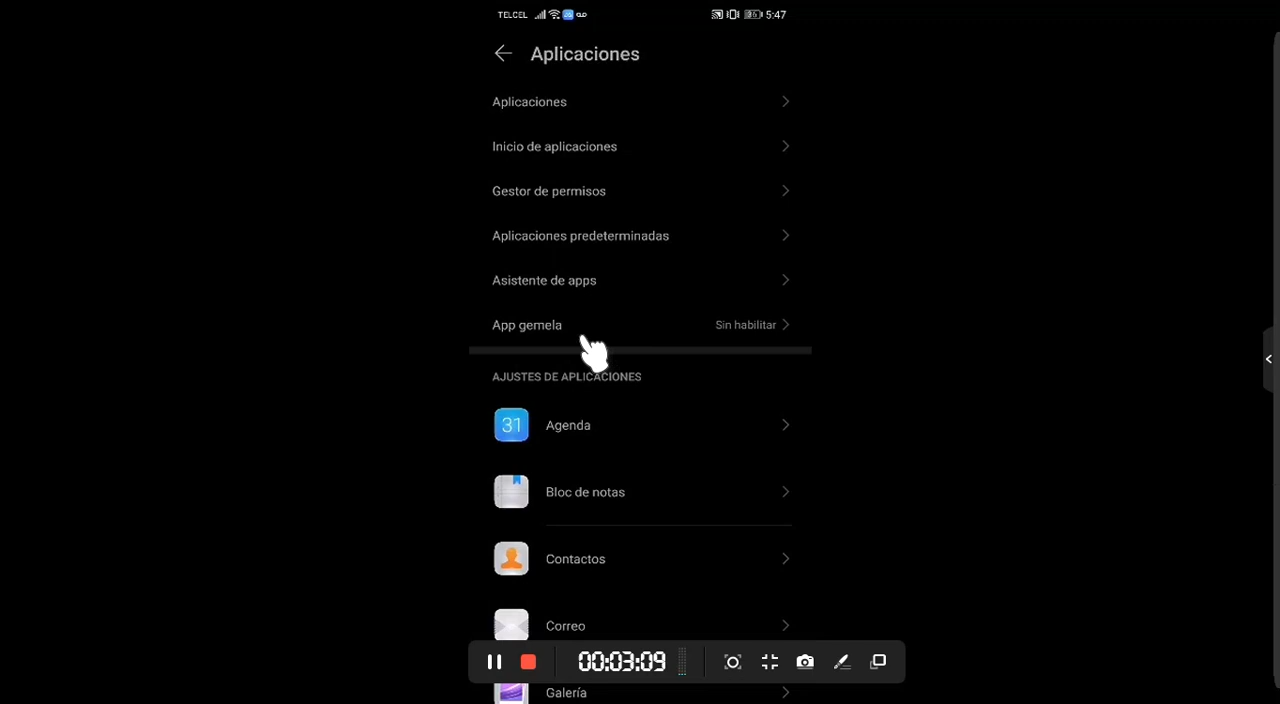 TELCEL 5:47
Aplicaciones
Aplicaciones
Inicio de aplicaciones
Gestor de permisos
Aplicaciones predeterminadas
Asistente de apps
App gemela Sin habilitar
AJUSTES DE APLICACIONES
31 Agenda
Bloc de notas
Contactos
Correo
00:03:09
Galería